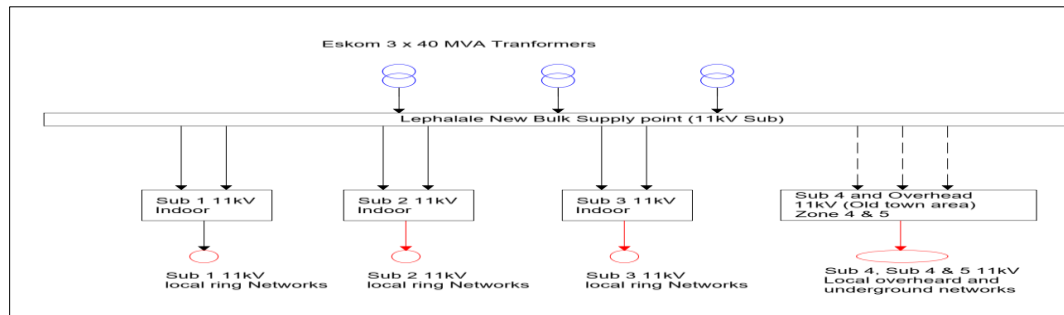 Eskom 3 x 40 MVA Tranformers
Lephalale New Bulk Supply point (11kV Sub)
Sub 1 11kV
Indoor
Sub 2 11kV
Indoor
Sub 3 11kV
Indoor
Sub 4 and Overhead
11kV (Old town area)
Zone 4 & 5
Sub 1 11kV
local ring Networks
Sub 2 11kV
local ring Networks
Sub 3 11kV
local ring Networks
Sub 4, Sub 4 & 5 11kV
Local overheard and
underground networks